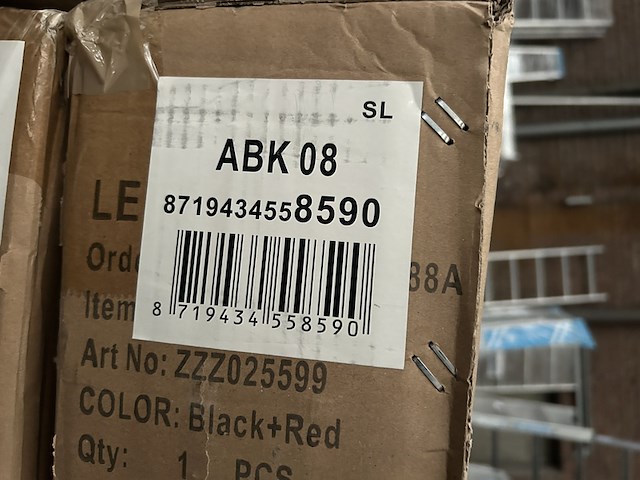 SL
ABK 08
8719434558590
8 719434 558590
LE
Orde 88A
Item
Art No: ZZZ025599
COLOR: Black+Red
Qty: 1 PCS